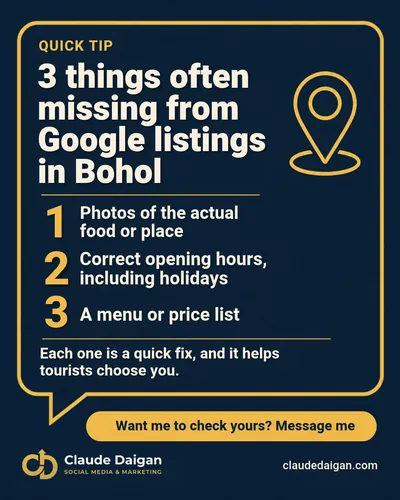 QUICK TIP
3 things often
missing from
Google listings
in Bohol
1 Photos of the actual
food or place
2 Correct opening hours,
including holidays
3 A menu or price list
Each one is a quick fix, and it helps
tourists choose you.
Want me to check yours? Message me
Claude Daigan
SOCIAL MEDIA & MARKETING
claudedaigan.com